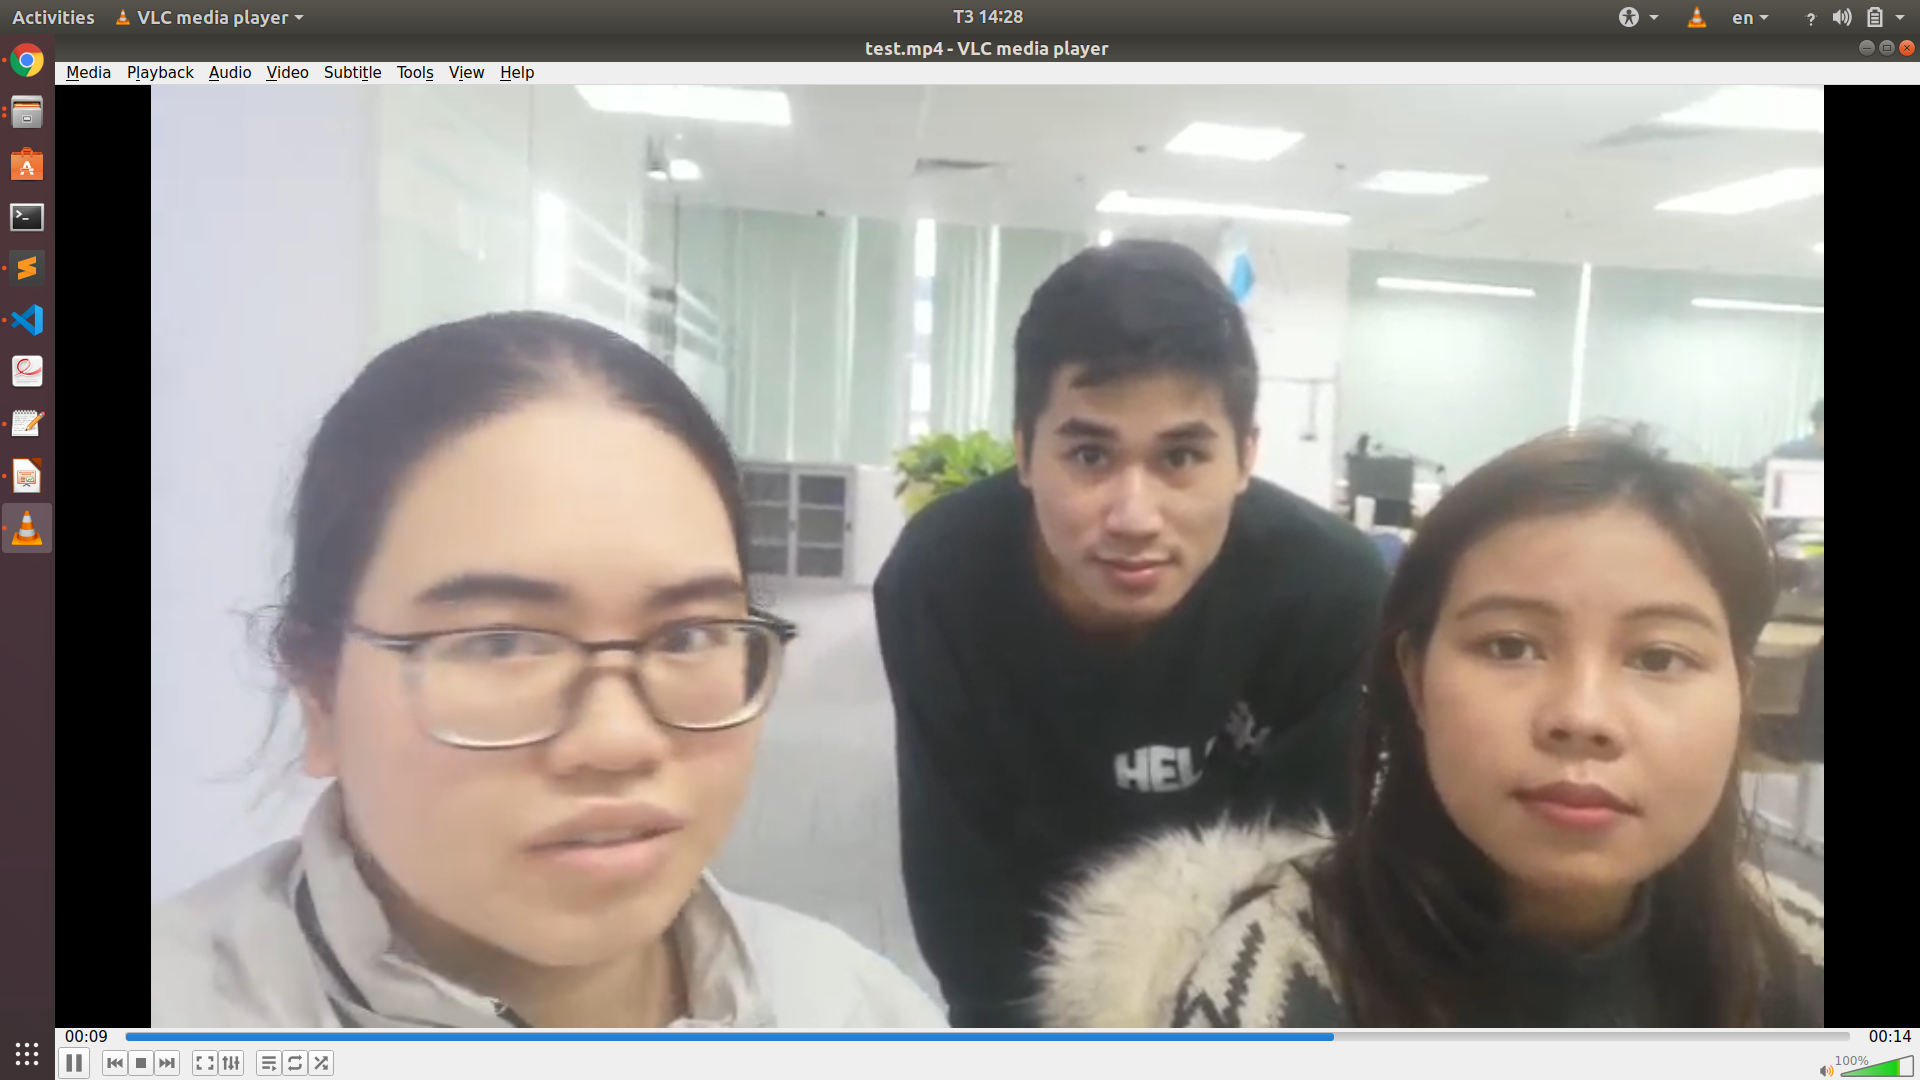 Activities VLC media player T3 14:28 en ?
test.mp4 - VLC media player
Media Playback Audio Video Subtitle Tools View Help
HEL
00:09 00:14
100%